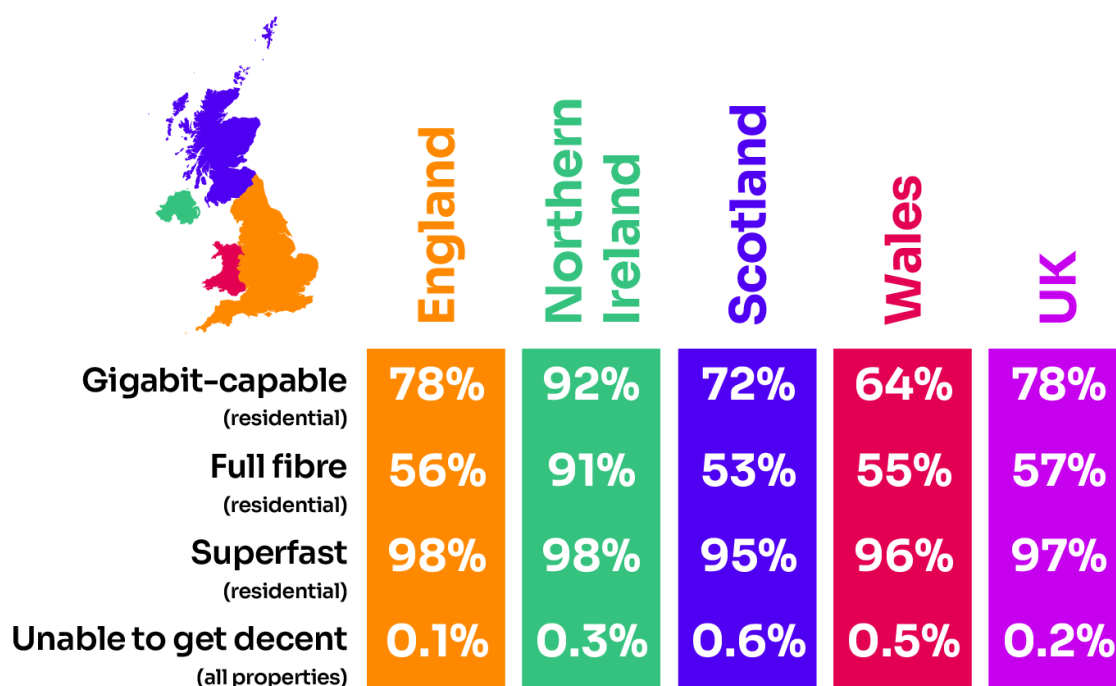 England
Northern
Ireland
Scotland
Wales
UK
Gigabit-capable 78% 92% 72% 64% 78%
(residential)
Full fibre 56% 91% 53% 55% 57%
(residential)
Superfast 98% 98% 95% 96% 97%
(residential)
Unable to get decent 0.1% 0.3% 0.6% 0.5% 0.2%
(all properties)